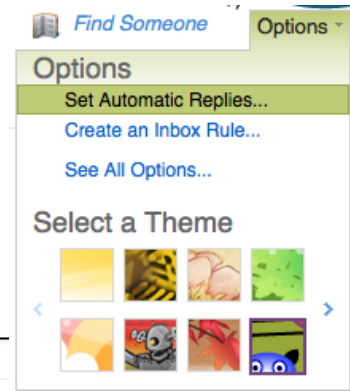 Find Someone
Options
Options
Set Automatic Replies...
Create an Inbox Rule...
See All Options...
Select a Theme